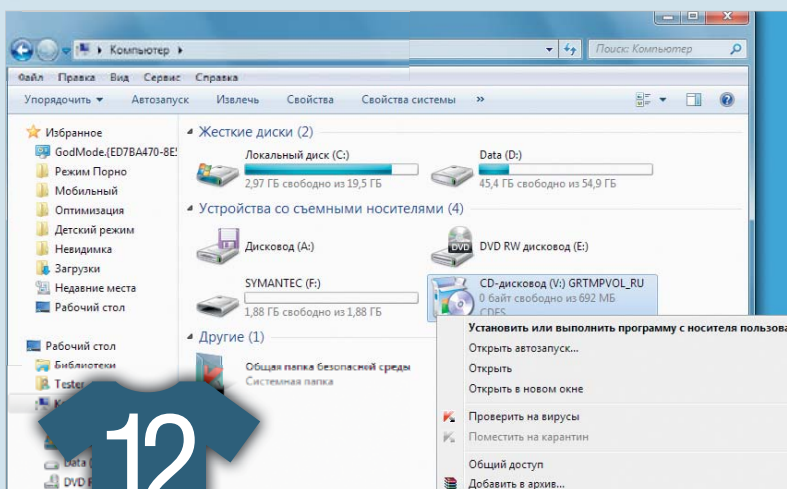 Компьютер
Поиск: Компьютер
Файл Правка Вид Сервис Справка
Упорядочить Автозапуск Извлечь Свойства Свойства системы »
Избранное
GodMode.{ED7BA470-8E5
Режим Порно
Мобильный
Оптимизация
Детский режим
Невидимка
Загрузки
Недавние места
Рабочий стол
Рабочий стол
Библиотеки
Tester
Data
DVD
Жесткие диски (2)
Локальный диск (C:)
2,97 ГБ свободно из 19,5 ГБ
Data (D:)
45,4 ГБ свободно из 54,9 ГБ
Устройства со съемными носителями (4)
Дисковод (A:)
DVD RW дисковод (E:)
SYMANTEC (F:)
1,88 ГБ свободно из 1,88 ГБ
CD-дисковод (V:) GRTMPVOL_RU
0 байт свободно из 692 МБ
CDFS
Другие (1)
Общая папка безопасной среды
Системная папка
Установить или выполнить программу с носителя пользова
Открыть автозапуск...
Открыть
Открыть в новом окне
Проверить на вирусы
Поместить на карантин
Общий доступ
Добавить в архив...
12